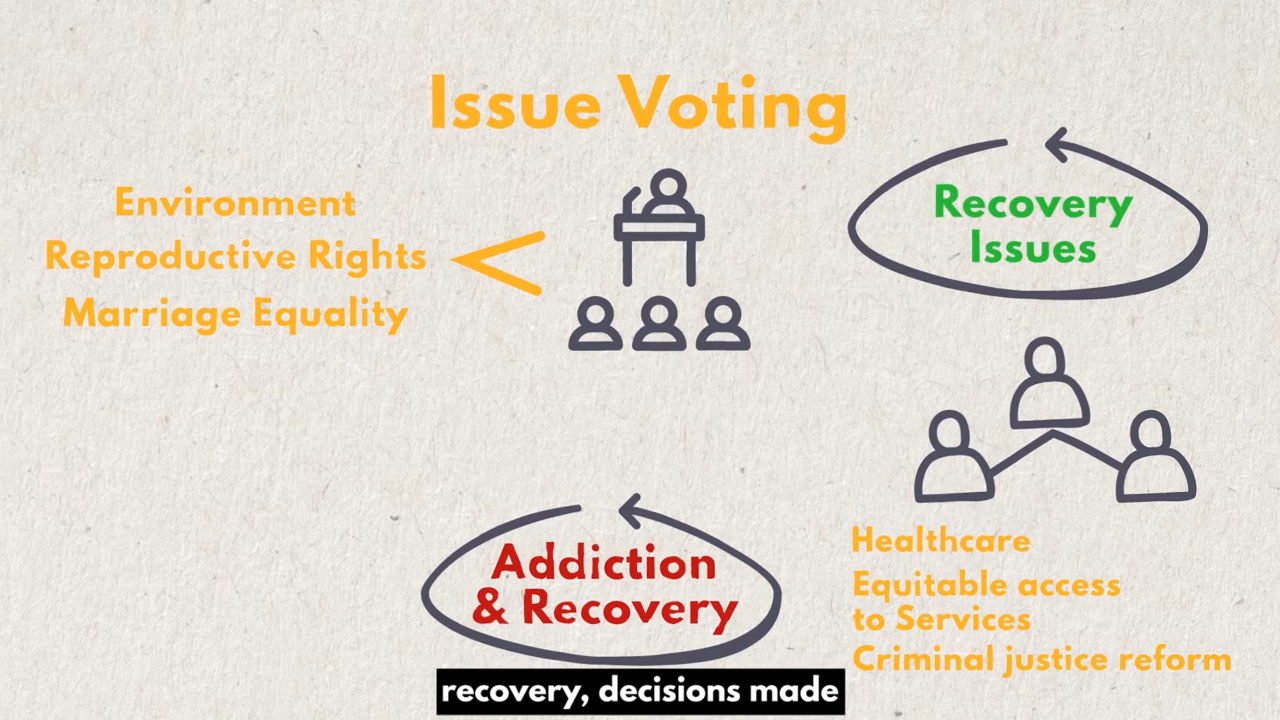 Issue Voting
Environment
Reproductive Rights
Marriage Equality
Recovery
Issues
Addiction
& Recovery
Healthcare
Equitable access
to Services
Criminal justice reform
recovery, decisions made